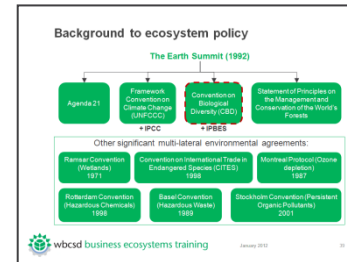 Background to ecosystem policy
The Earth Summit (1992)
Agenda 21
Framework
Convention on
Climate Change
(UNFCCC)
+ IPCC
Convention on
Biological
Diversity (CBD)
+ IPBES
Statement of Principles on
the Management and
Conservation of the World's
Forests
Other significant multi-lateral environmental agreements:
Ramsar Convention
(Wetlands)
1971
Convention on International Trade in
Endangered Species (CITES)
1998
Montreal Protocol (Ozone
depletion)
1987
Rotterdam Convention
(Hazardous Chemicals)
1998
Basel Convention
(Hazardous Waste)
1989
Stockholm Convention (Persistent
Organic Pollutants)
2001
wbcsd business ecosystems training
January 2012